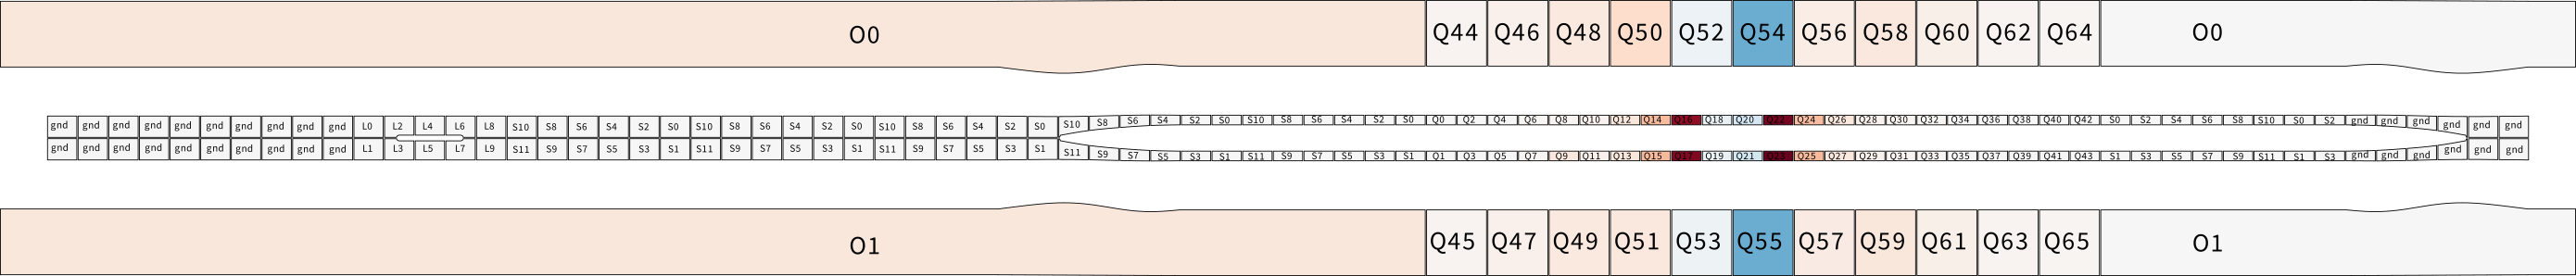 O0 Q44 Q46 Q48 Q50 Q52 Q54 Q56 Q58 Q60 Q62 Q64 O0
gnd gnd gnd gnd gnd gnd gnd gnd gnd gnd L0 L2 L4 L6 L8 S10 S8 S6 S4 S2 S0 S10 S8 S6 S4 S2 S0 S10 S8 S6 S4 S2 S0 S10 S8 S6 S4 S2 S0 S10 S8 S6 S4 S2 S0 Q0 Q2 Q4 Q6 Q8 Q10 Q12 Q14 Q16 Q18 Q20 Q22 Q24 Q26 Q28 Q30 Q32 Q34 Q36 Q38 Q40 Q42 S0 S2 S4 S6 S8 S10 S0 S2 gnd gnd gnd gnd gnd gnd
gnd gnd gnd gnd gnd gnd gnd gnd gnd gnd L1 L3 L5 L7 L9 S11 S9 S7 S5 S3 S1 S11 S9 S7 S5 S3 S1 S11 S9 S7 S5 S3 S1 S11 S9 S7 S5 S3 S1 S11 S9 S7 S5 S3 S1 Q1 Q3 Q5 Q7 Q9 Q11 Q13 Q15 Q17 Q19 Q21 Q23 Q25 Q27 Q29 Q31 Q33 Q35 Q37 Q39 Q41 Q43 S1 S3 S5 S7 S9 S11 S1 S3 gnd gnd gnd gnd gnd gnd
O1 Q45 Q47 Q49 Q51 Q53 Q55 Q57 Q59 Q61 Q63 Q65 O1